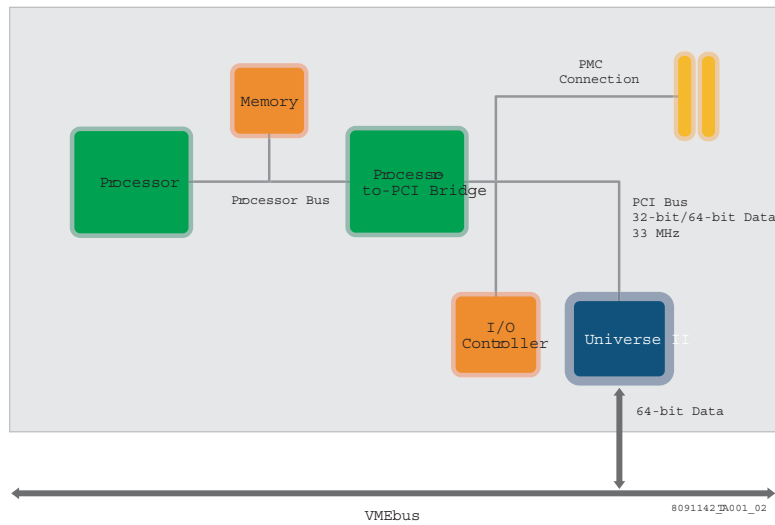 PMC
Connection
Memory
Processor
Processor-
to-PCI Bridge
Processor Bus
PCI Bus
32-bit/64-bit Data
33 MHz
I/O
Controller
Universe II
64-bit Data
VMEbus